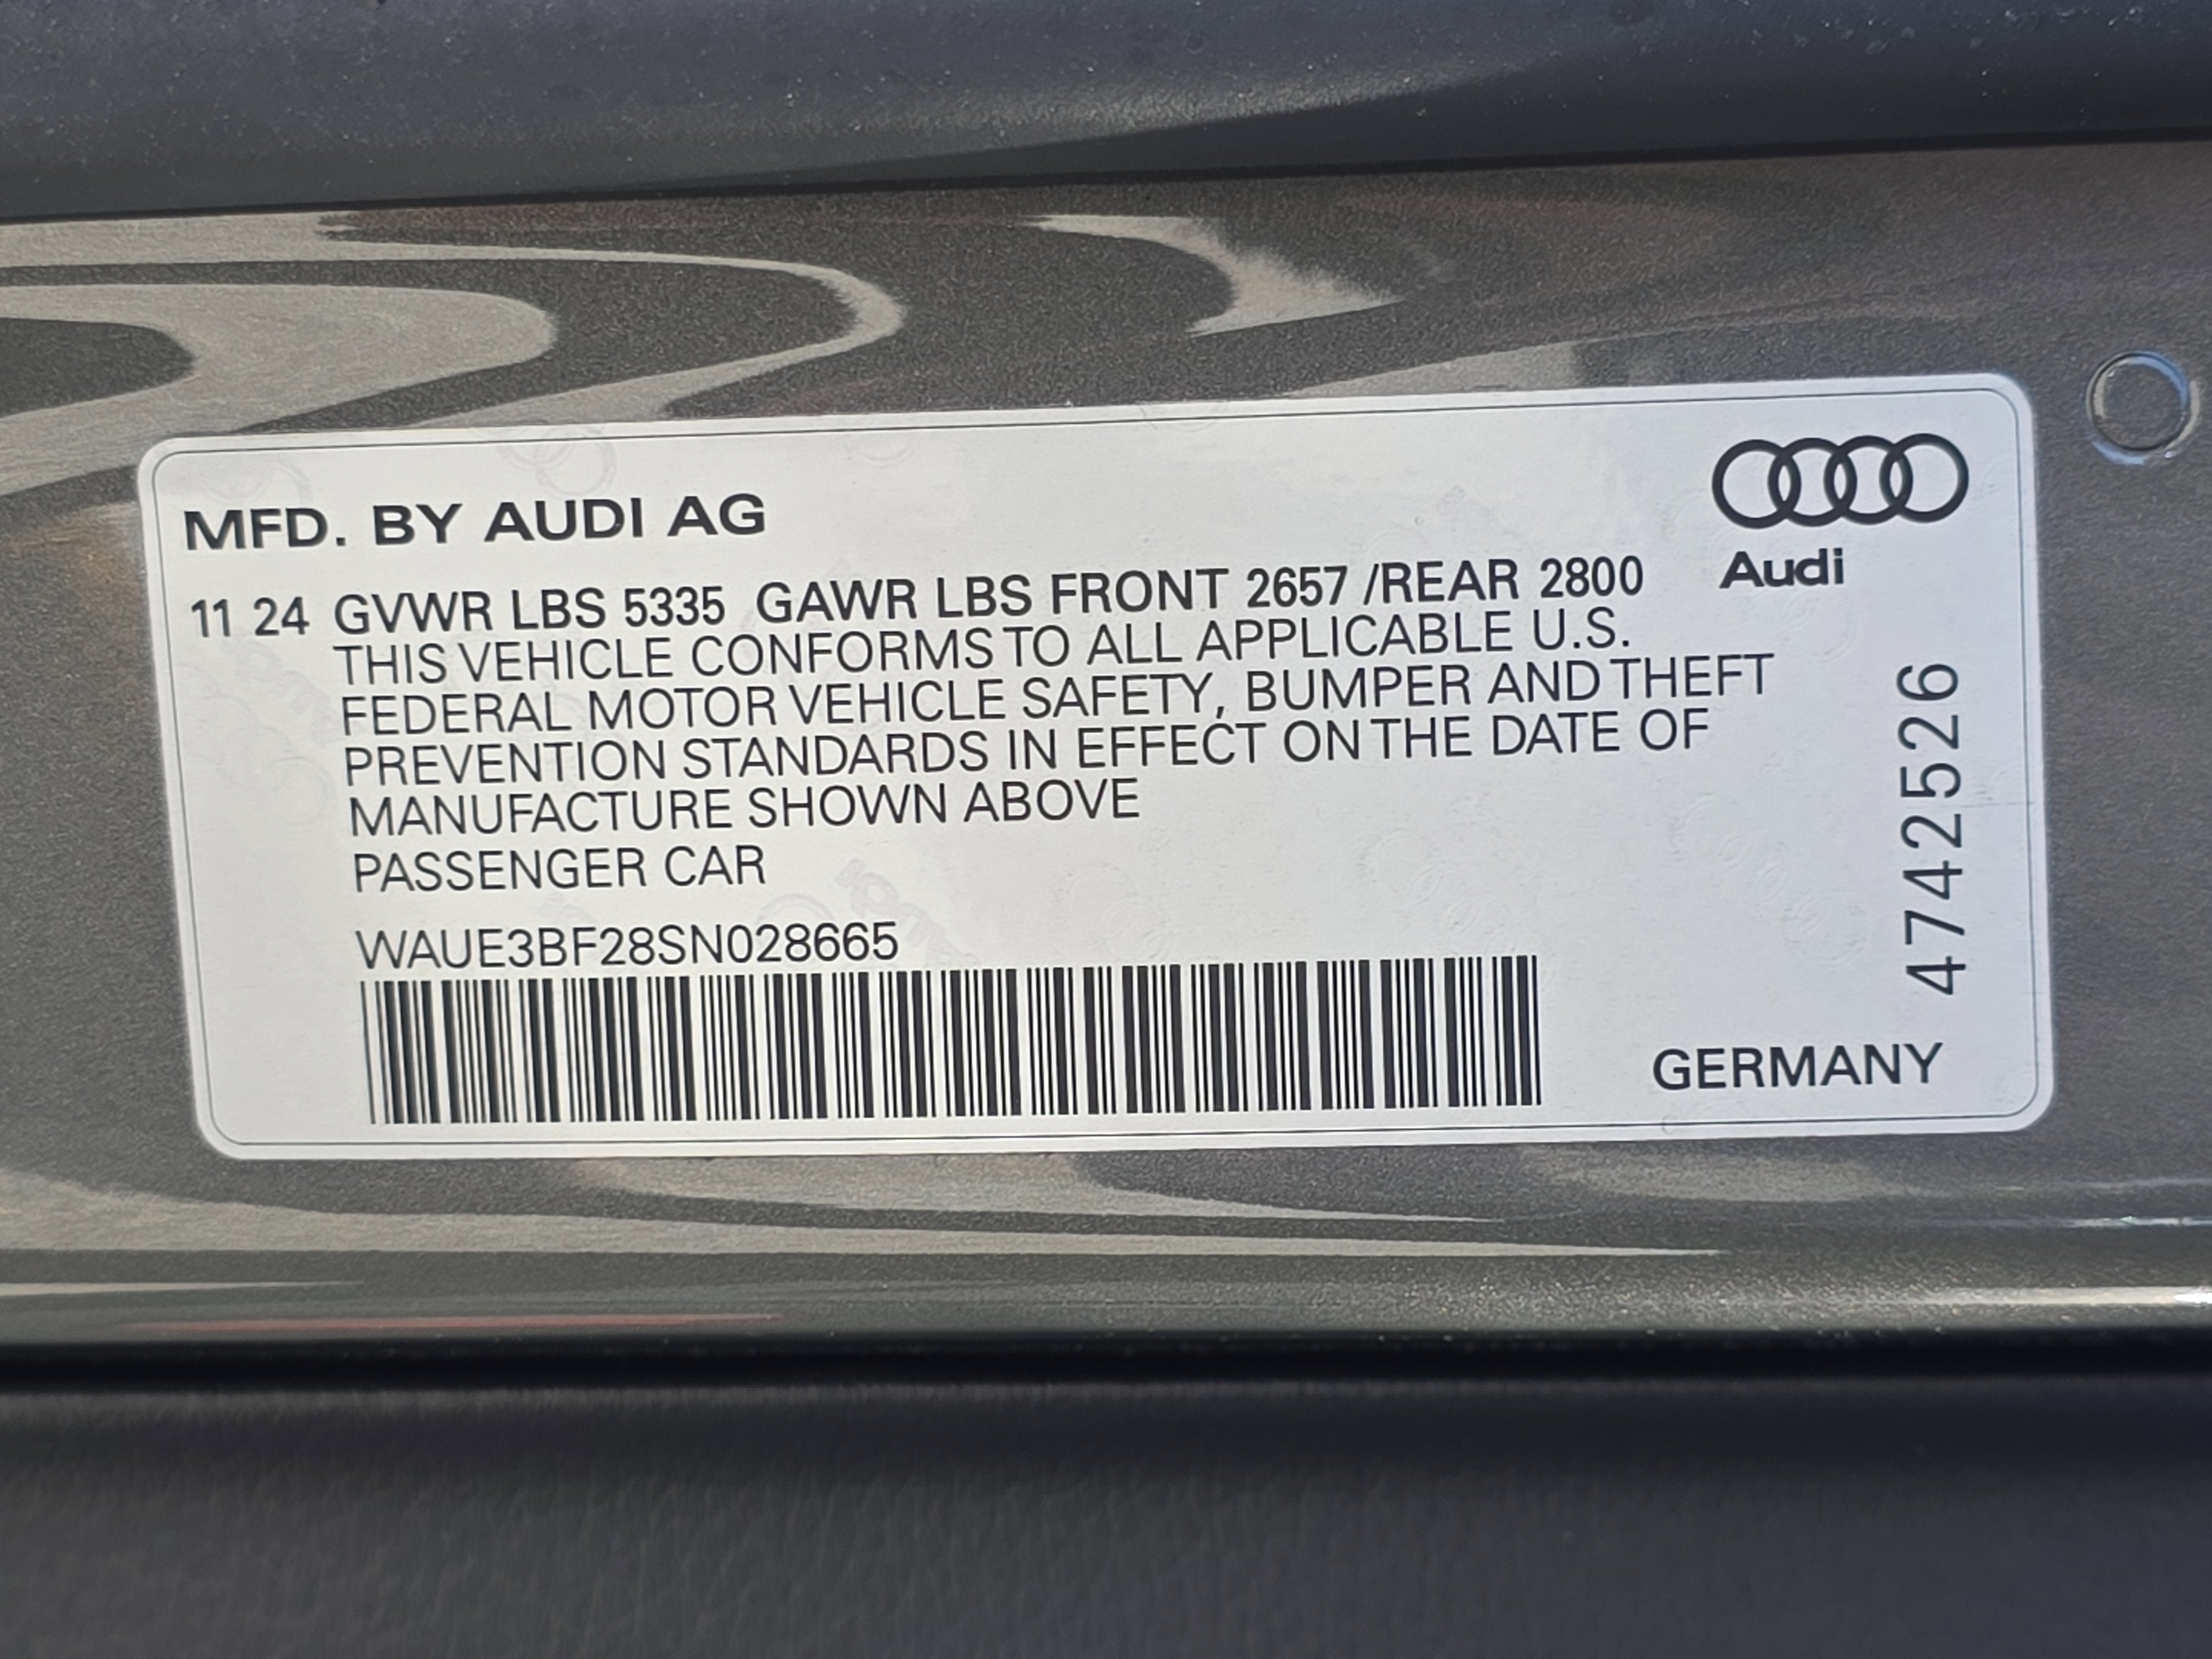 MFD. BY AUDI AG
Audi
11 24 GVWR LBS 5335 GAWR LBS FRONT 2657 /REAR 2800
THIS VEHICLE CONFORMS TO ALL APPLICABLE U.S.
FEDERAL MOTOR VEHICLE SAFETY, BUMPER AND THEFT
PREVENTION STANDARDS IN EFFECT ON THE DATE OF
MANUFACTURE SHOWN ABOVE
PASSENGER CAR
WAUE3BF28SN028665
4742526
GERMANY